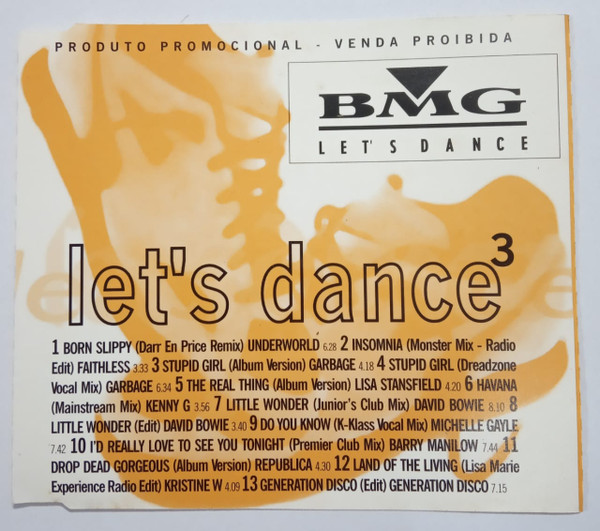 PRODUTO PROMOCIONAL - VENDA PROIBIDA
BMG
LET'S DANCE
let's dance 3
1 BORN SLIPPY (Darr En Price Remix) UNDERWORLD 6.28 2 INSOMNIA (Monster Mix - Radio
Edit) FAITHLESS 3.33 3 STUPID GIRL (Album Version) GARBAGE 4.18 4 STUPID GIRL (Dreadzone
Vocal Mix) GARBAGE 6.34 5 THE REAL THING (Album Version) LISA STANSFIELD 4.20 6 HAVANA
(Mainstream Mix) KENNY G 3.56 7 LITTLE WONDER (Junior's Club Mix) DAVID BOWIE 8.10 8
LITTLE WONDER (Edit) DAVID BOWIE 3.40 9 DO YOU KNOW (K-Klass Vocal Mix) MICHELLE GAYLE
7.42 10 I'D REALLY LOVE TO SEE YOU TONIGHT (Premier Club Mix) BARRY MANILOW 7.44 11
DROP DEAD GORGEOUS (Album Version) REPUBLICA 4.30 12 LAND OF THE LIVING (Lisa Marie
Experience Radio Edit) KRISTINE W 4.09 13 GENERATION DISCO (Edit) GENERATION DISCO 7.15